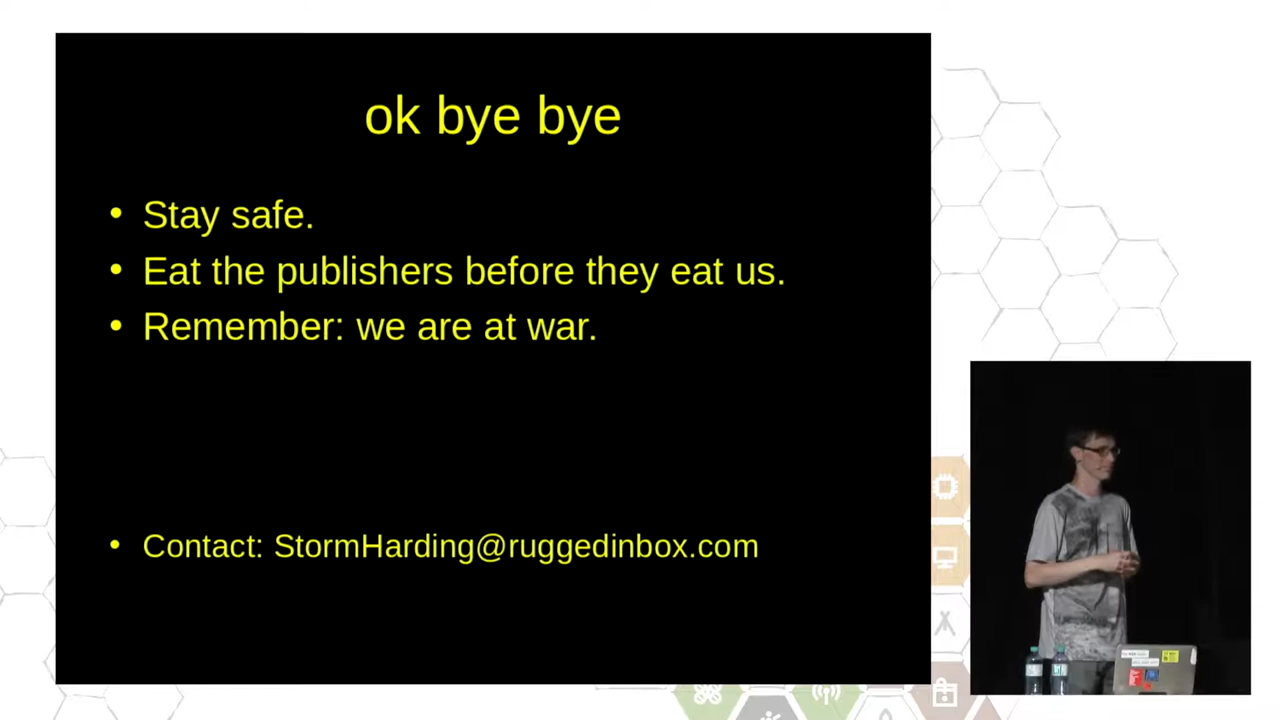 ok bye bye
• Stay safe.
• Eat the publishers before they eat us.
• Remember: we are at war.
• Contact: StormHarding@ruggedinbox.com